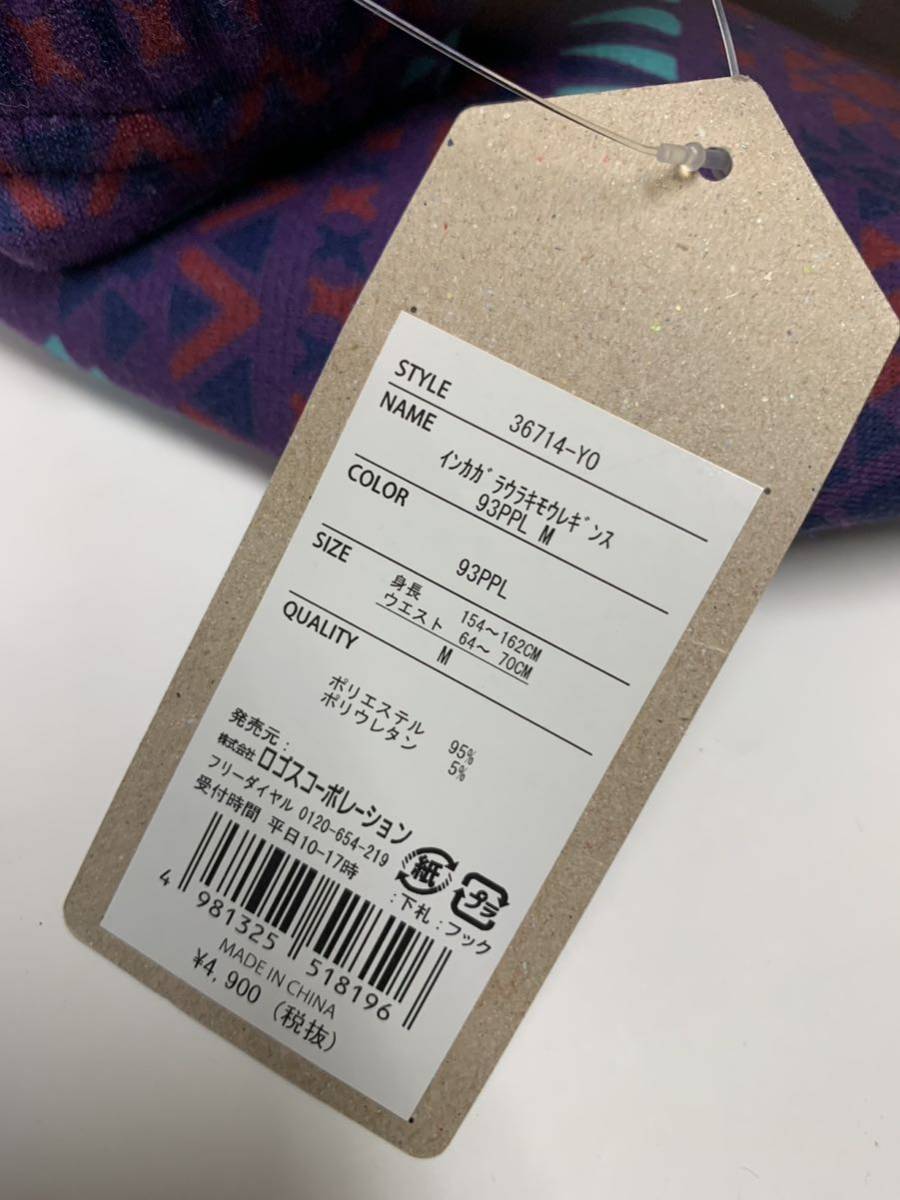 STYLE 36714-YO
NAME インカガラウラキモウレギンス
93PPL M
COLOR 93PPL
SIZE 身長 154～162CM
ウエスト 64～ 70CM
M
QUALITY
ポリエステル 95%
ポリウレタン 5%
発売元：
株式会社ロゴスコーポレーション
フリーダイヤル 0120-654-219
受付時間 平日10-17時
紙 :下札 プラ :フック
4 981325 518196
MADE IN CHINA
¥4,900 (税抜)